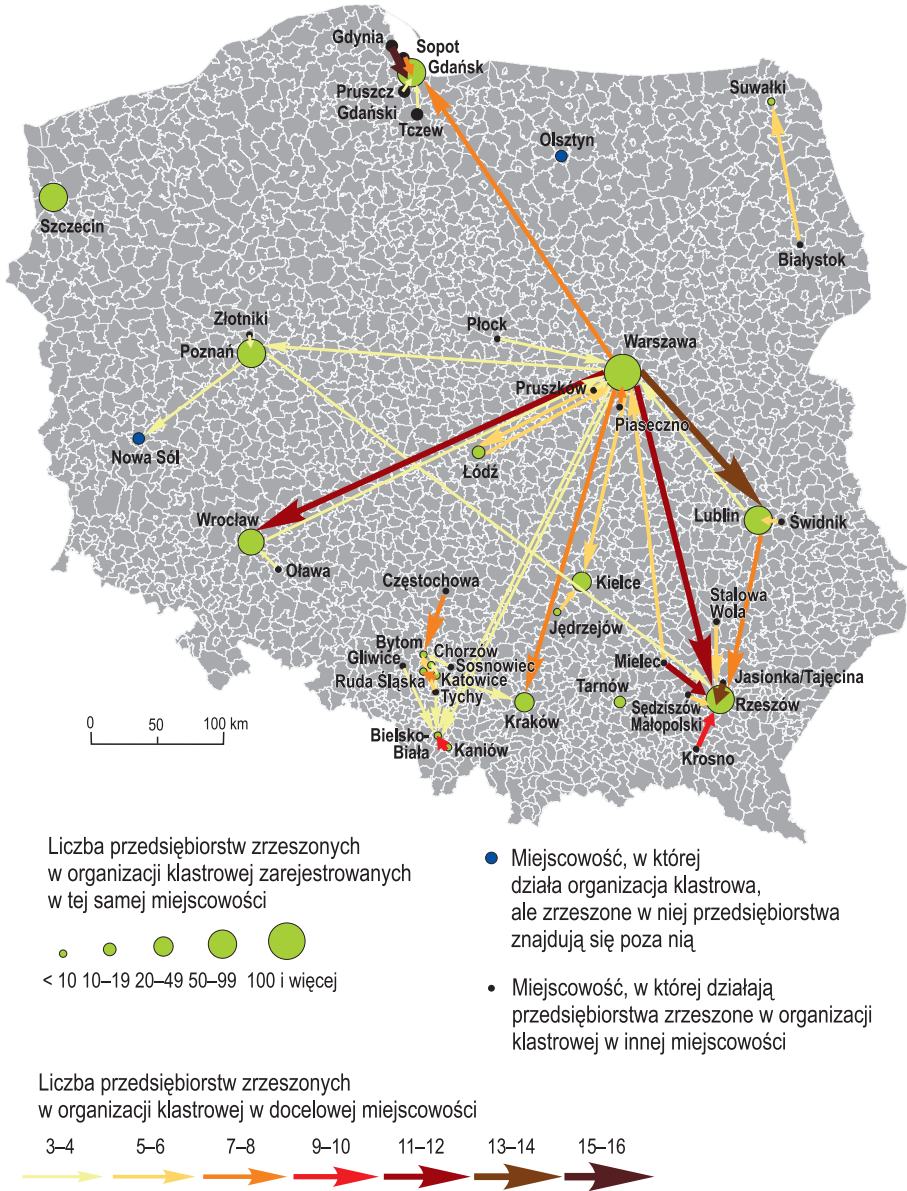 Gdynia
Sopot
Gdańsk
Pruszcz
Gdański
Tczew
Suwałki
Olsztyn
Szczecin
Białystok
Złotniki
Poznań
Płock
Warszawa
Pruszków
Piaseczno
Nowa Sól
Łódź
Wrocław
Lublin
Świdnik
Oława
Częstochowa
Kielce
Jędrzejów
Stalowa
Wola
Bytom
Chorzów
Gliwice
Sosnowiec
Ruda Śląska
Katowice
Tychy
Mielec
Jasionka/Tajęcina
Tarnów
Sędziszów
Małopolski
Rzeszów
Kraków
Bielsko-
Biała
Kaniów
Krosno
0 50 100 km
Liczba przedsiębiorstw zrzeszonych
w organizacji klastrowej zarejestrowanych
w tej samej miejscowości
< 10 10–19 20–49 50–99 100 i więcej
Miejscowość, w której
działa organizacja klastrowa,
ale zrzeszone w niej przedsiębiorstwa
znajdują się poza nią
Miejscowość, w której działają
przedsiębiorstwa zrzeszone w organizacji
klastrowej w innej miejscowości
Liczba przedsiębiorstw zrzeszonych
w organizacji klastrowej w docelowej miejscowości
3–4 5–6 7–8 9–10 11–12 13–14 15–16